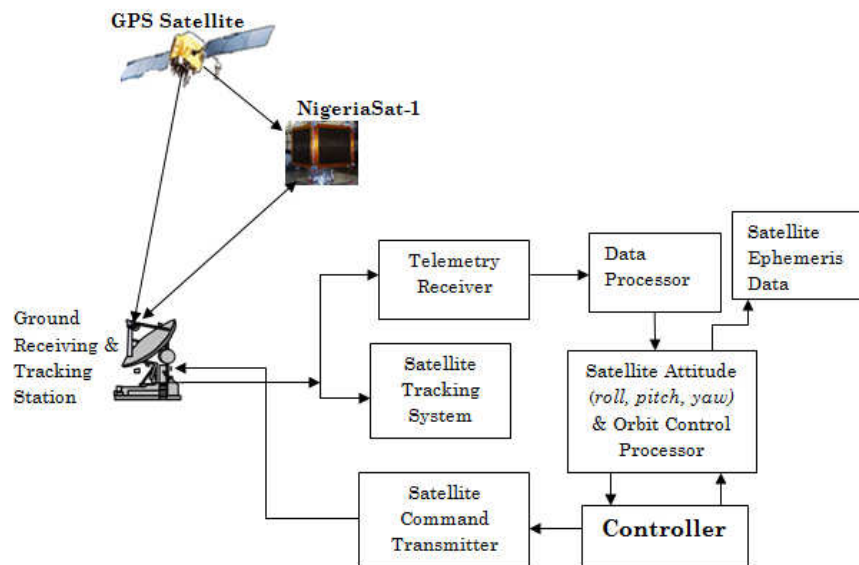 GPS Satellite
NigeriaSat-1
Satellite
Ephemeris
Data
Telemetry
Receiver
Data
Processor
Ground
Receiving &
Tracking
Station
Satellite
Tracking
System
Satellite Attitude
(roll, pitch, yaw)
& Orbit Control
Processor
Satellite
Command
Transmitter
Controller